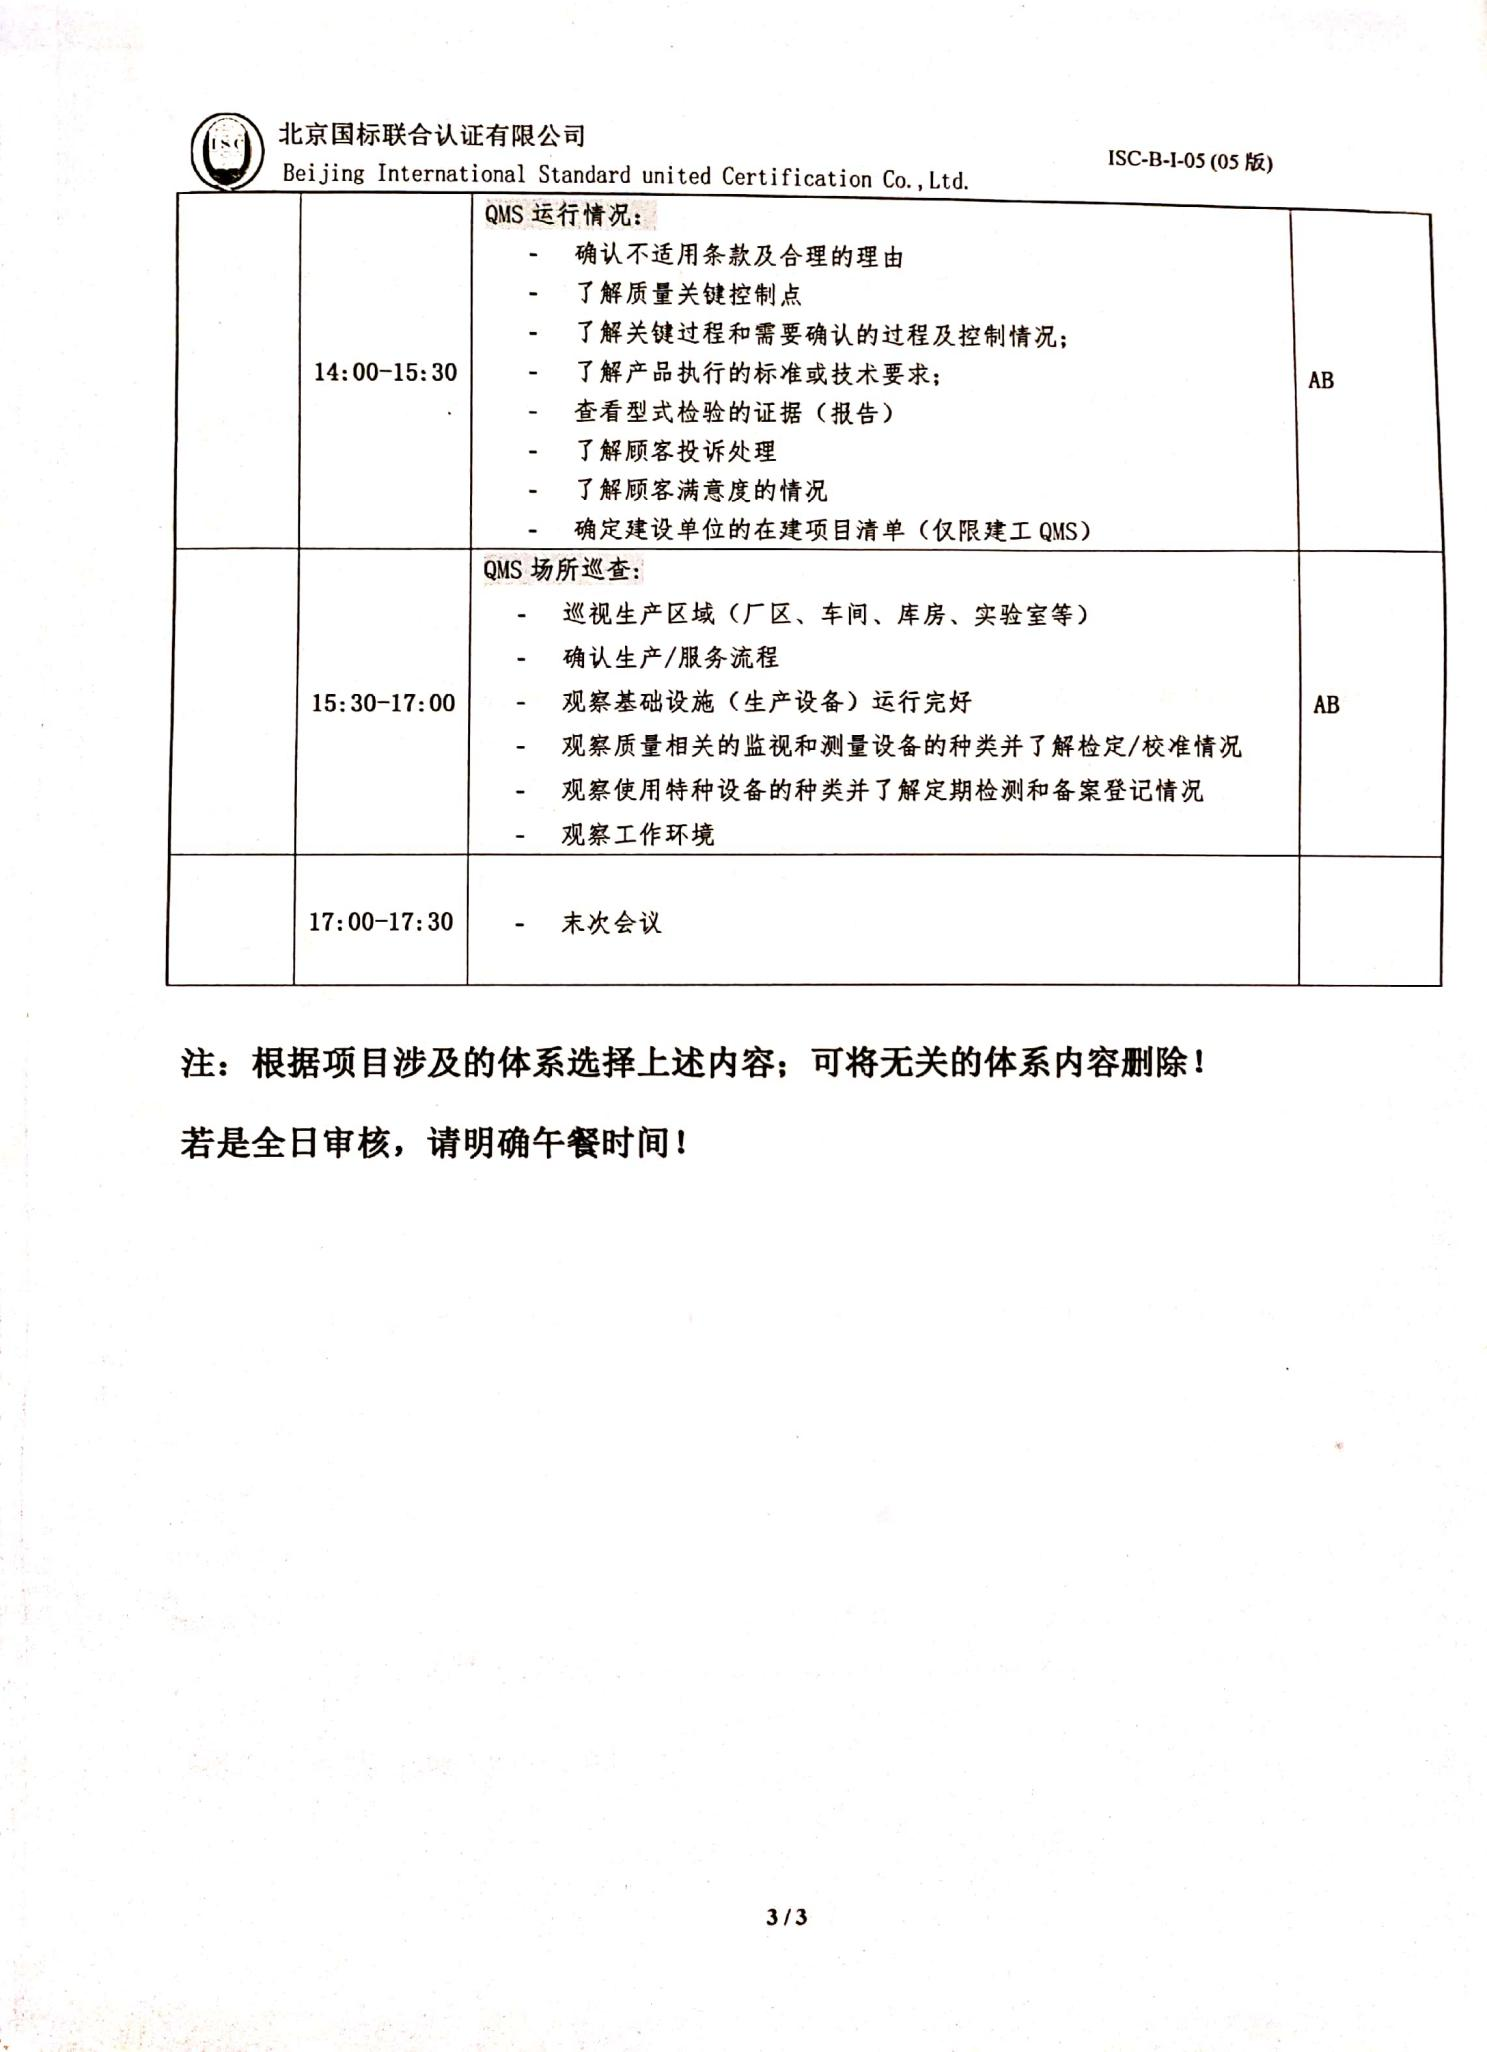 ISC
北京国标联合认证有限公司
Beijing International Standard united Certification Co.,Ltd.
ISC-B-I-05 (05 版)
14:00-15:30
QMS 运行情况：
- 确认不适用条款及合理的理由
- 了解质量关键控制点
- 了解关键过程和需要确认的过程及控制情况；
- 了解产品执行的标准或技术要求；
- 查看型式检验的证据（报告）
- 了解顾客投诉处理
- 了解顾客满意度的情况
- 确定建设单位的在建项目清单（仅限建工 QMS）
AB
15:30-17:00
QMS 场所巡查：
- 巡视生产区域（厂区、车间、库房、实验室等）
- 确认生产/服务流程
- 观察基础设施（生产设备）运行完好
- 观察质量相关的监视和测量设备的种类并了解检定/校准情况
- 观察使用特种设备的种类并了解定期检测和备案登记情况
- 观察工作环境
AB
17:00-17:30
- 末次会议
注：根据项目涉及的体系选择上述内容；可将无关的体系内容删除！
若是全日审核，请明确午餐时间！
3 / 3